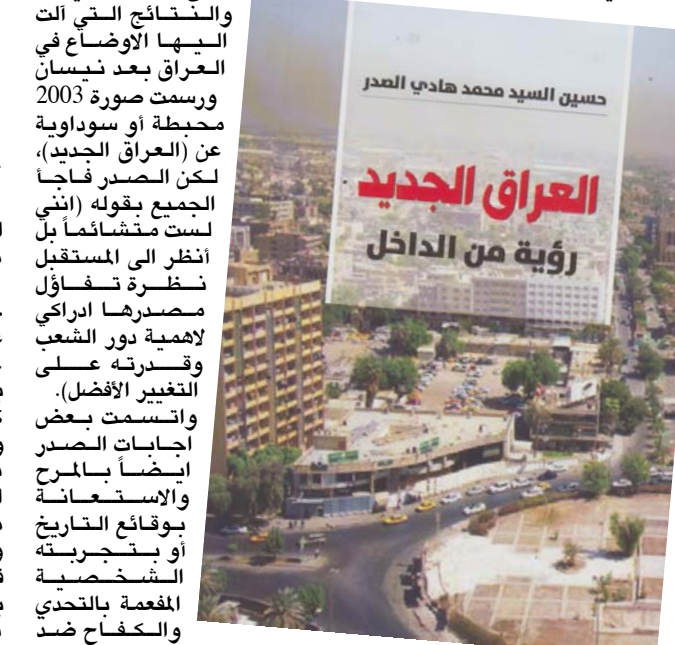 والنتائج التي آلت
اليها الاوضاع في
العراق بعد نيسان
2003 ورسمت صورة
محبطة أو سوداوية
عن (العراق الجديد)،
لكن الصدر فاجأ
الجميع بقوله (انني
لست متشائماً بل
أنظر الى المستقبل
نظرة تفاؤل
مصدرها ادراكي
لاهمية دور الشعب
وقدرته على
التغيير الأفضل).
واتسمت بعض
اجابات الصدر
ايضاً بالمرح
والاستعانة
بوقائع التاريخ
أو بتجربته
الشخصية
المفعمة بالتحدي
والكفاح ضد
حسين السيد محمد هادي الصدر
العراق الجديد
رؤية من الداخل